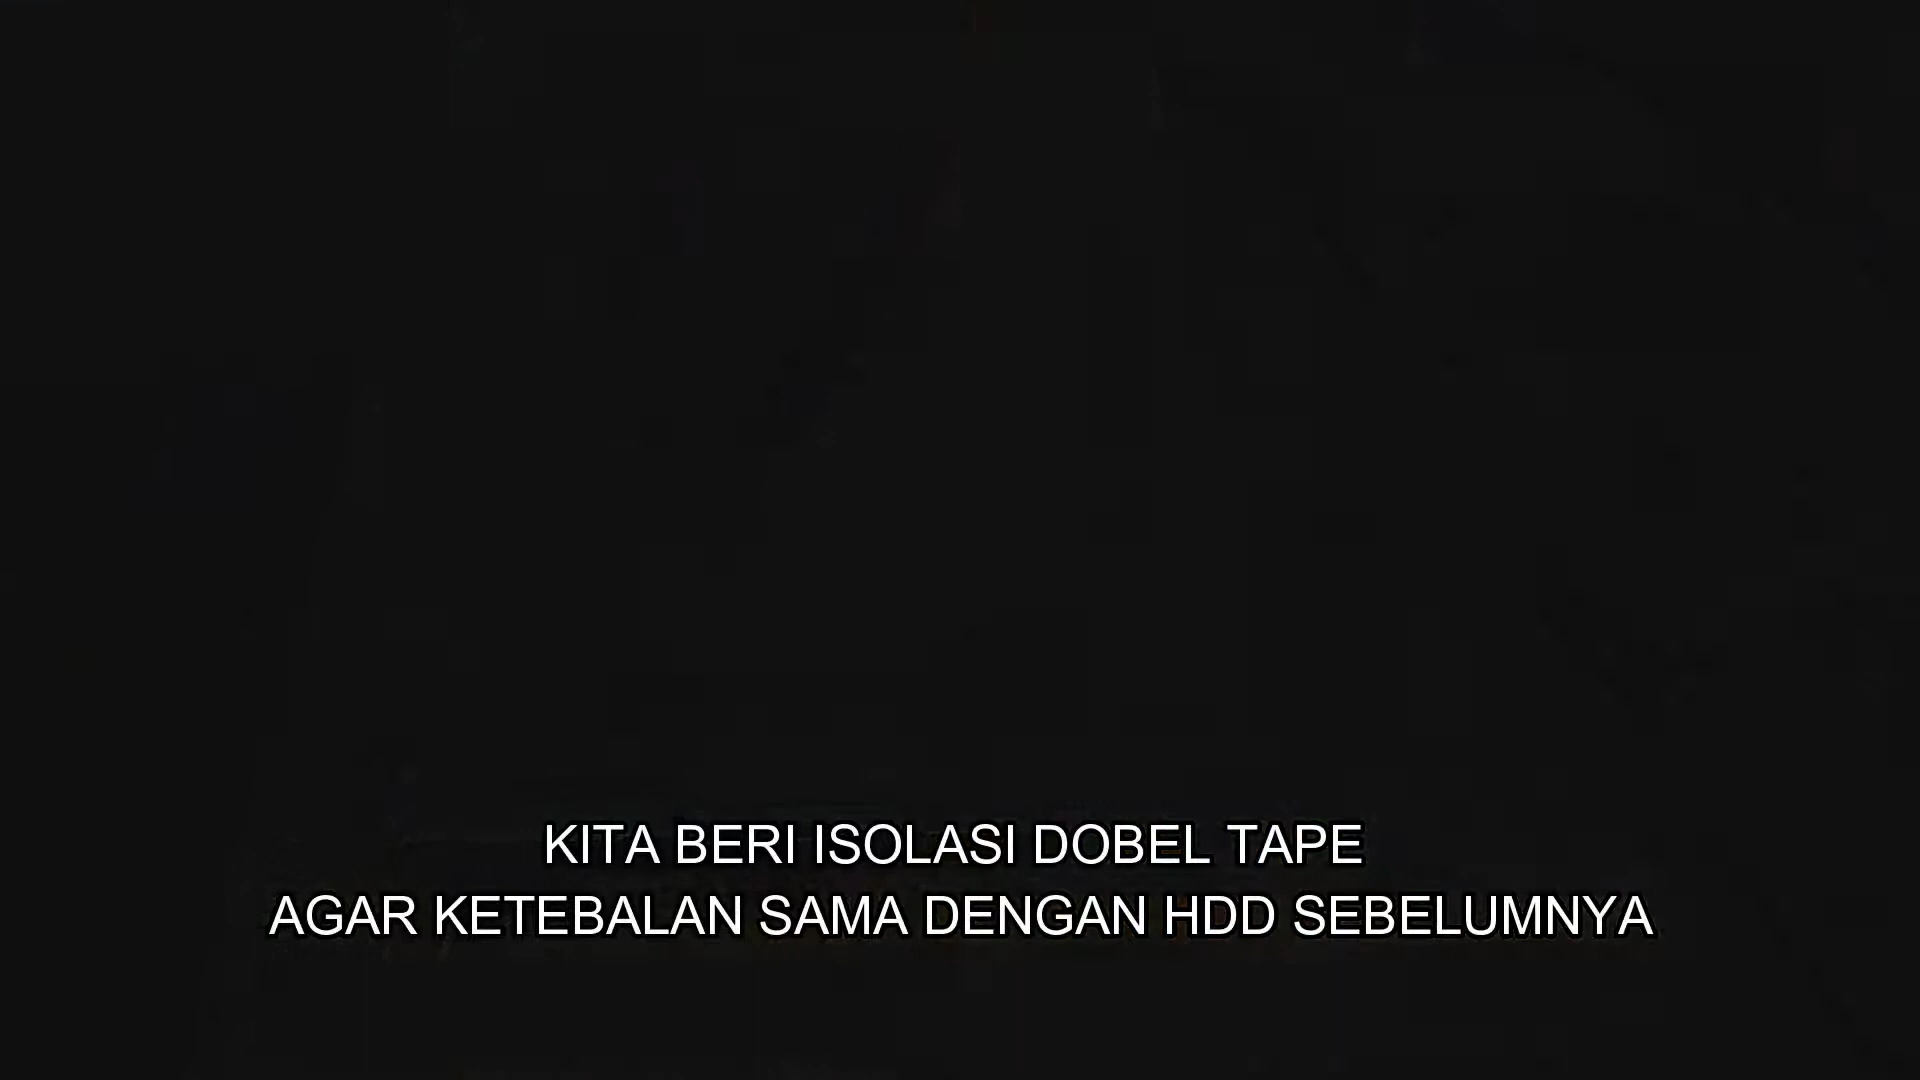 KITA BERI ISOLASI DOBEL TAPE
AGAR KETEBALAN SAMA DENGAN HDD SEBELUMNYA